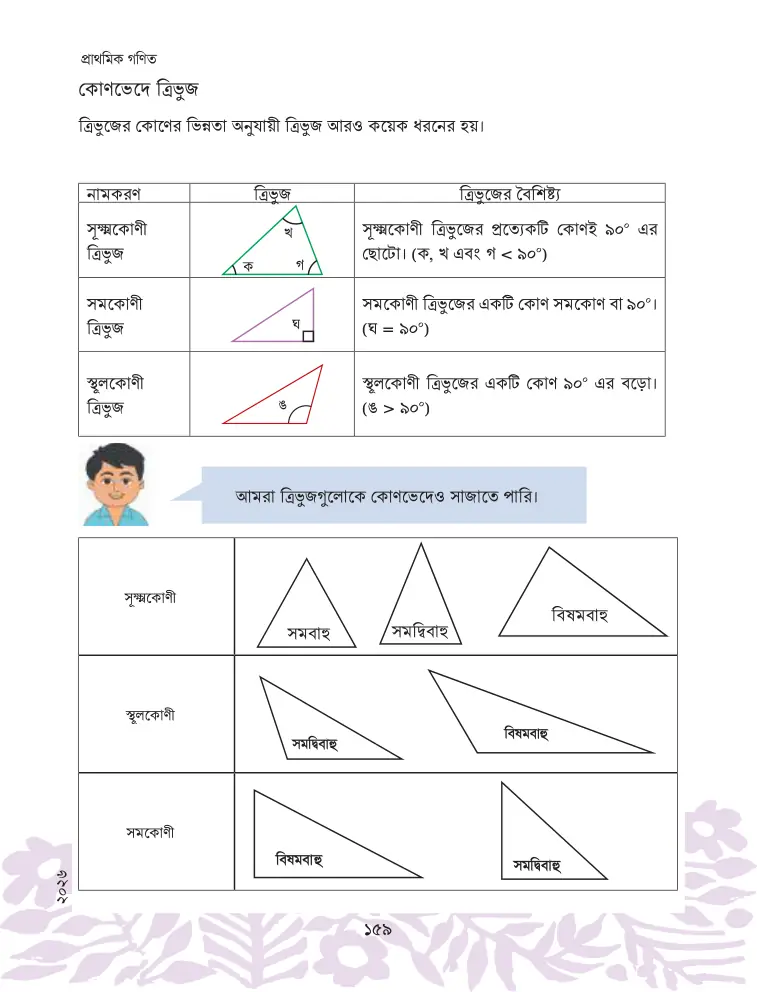 প্রাথমিক গণিত
কোণভেদে ত্রিভুজ
ত্রিভুজের কোণের ভিন্নতা অনুযায়ী ত্রিভুজ আরও কয়েক ধরনের হয়।
নামকরণ ত্রিভুজ ত্রিভুজের বৈশিষ্ট্য
সূক্ষ্মকোণী
ত্রিভুজ
খ
ক গ
সূক্ষ্মকোণী ত্রিভুজের প্রত্যেকটি কোণই ৯০° এর
ছোটো। (ক, খ এবং গ < ৯০°)
সমকোণী
ত্রিভুজ
ঘ
সমকোণী ত্রিভুজের একটি কোণ সমকোণ বা ৯০°।
(ঘ = ৯০°)
স্থূলকোণী
ত্রিভুজ
ঙ
স্থূলকোণী ত্রিভুজের একটি কোণ ৯০° এর বড়ো।
(ঙ > ৯০°)
আমরা ত্রিভুজগুলোকে কোণভেদেও সাজাতে পারি।
সূক্ষ্মকোণী
সমবাহু সমদ্বিবাহু বিষমবাহু
স্থূলকোণী
সমদ্বিবাহু বিষমবাহু
সমকোণী
বিষমবাহু সমদ্বিবাহু
২০২৬
১৫৯